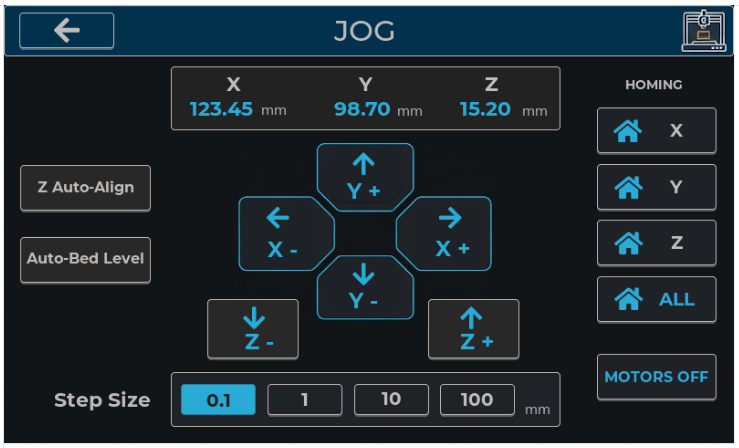 JOG
X Y Z
123.45 mm 98.70 mm 15.20 mm
HOMING
X
Y
Z
ALL
MOTORS OFF
Z Auto-Align
Auto-Bed Level
Y +
X -
X +
Y -
Z -
Z +
Step Size 0.1 1 10 100 mm